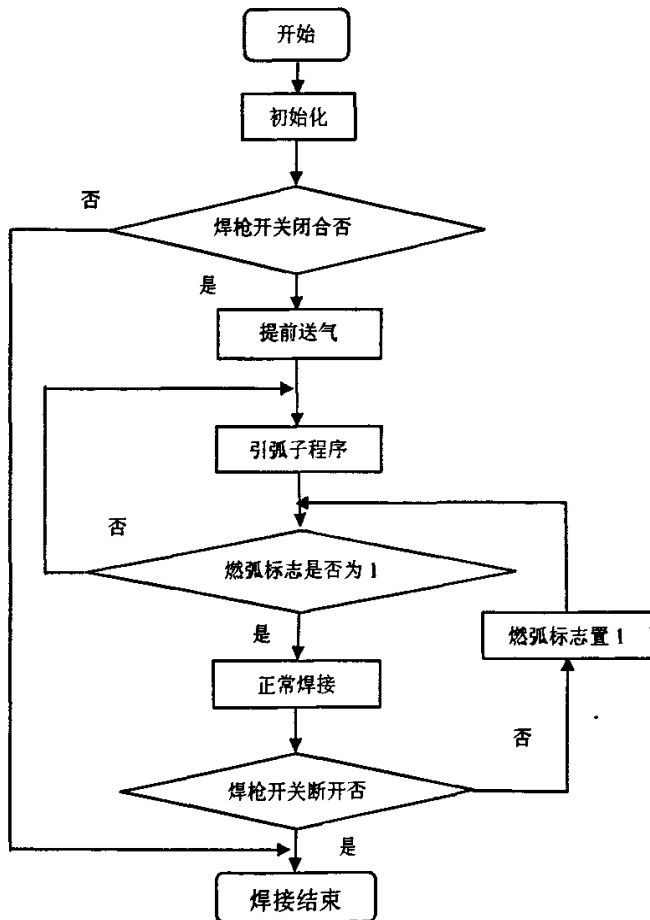 开始
初始化
否
焊枪开关闭合否
是
提前送气
引弧子程序
否
燃弧标志是否为 1
是
燃弧标志置 1
正常焊接
否
焊枪开关断开否
是
焊接结束